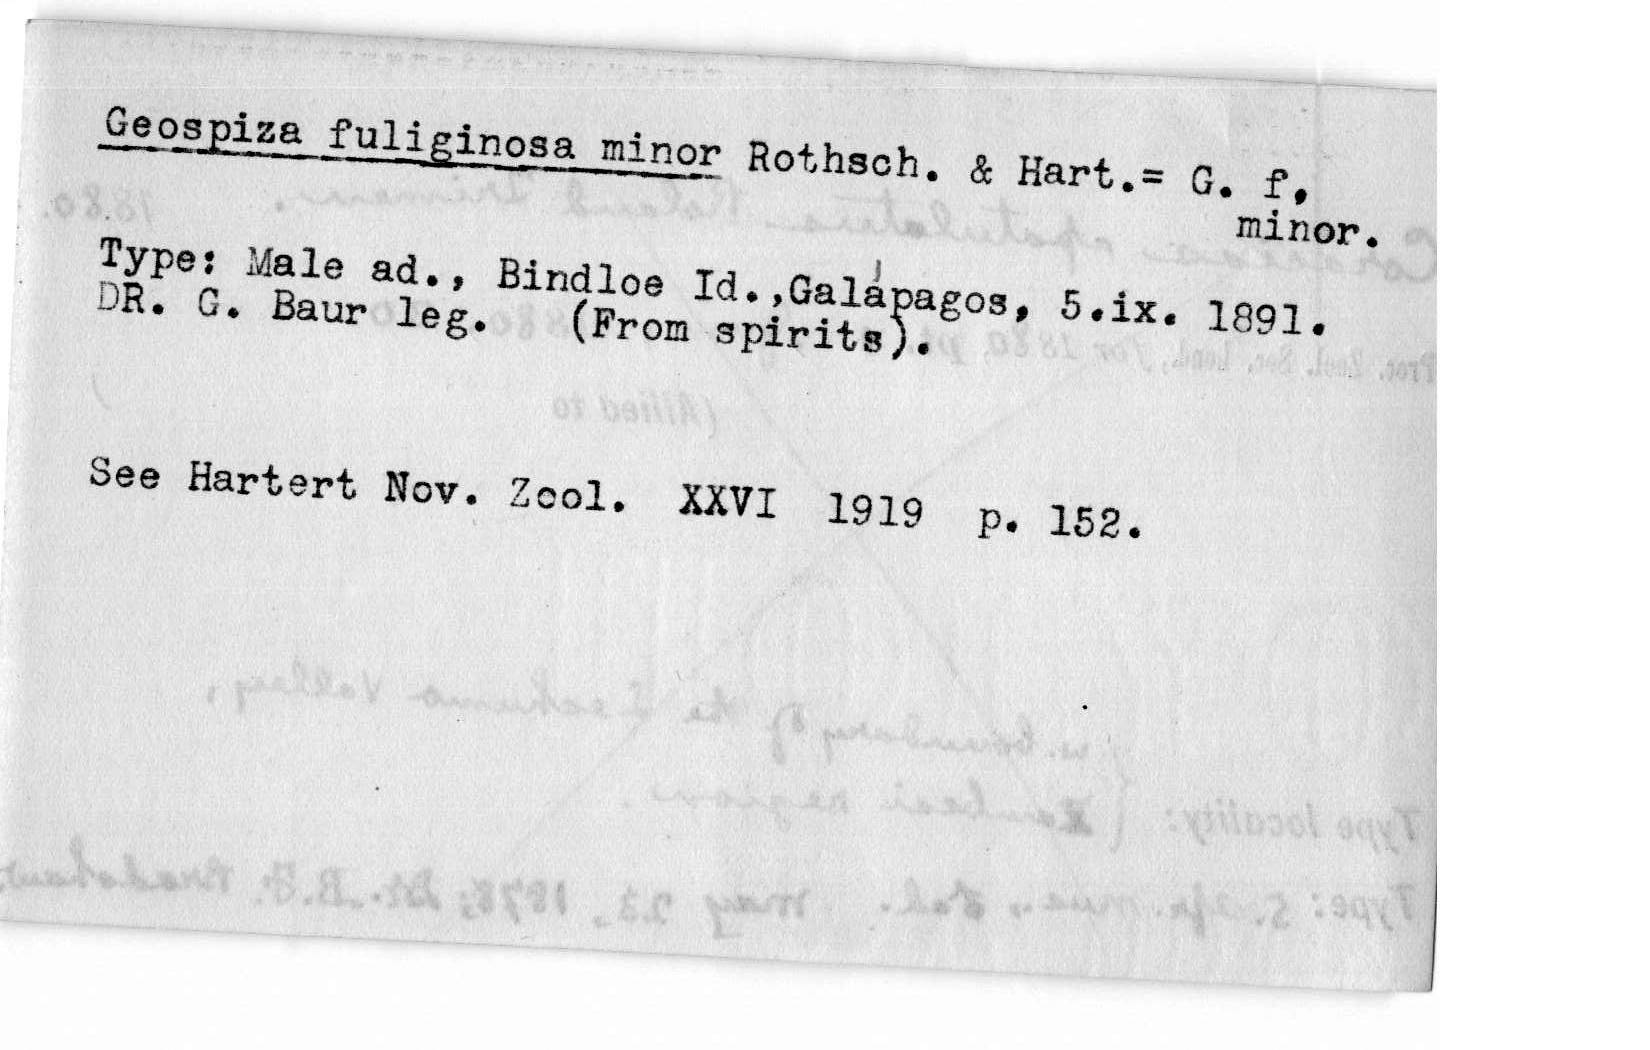 Geospiza fuliginosa minor Rothsch. & Hart.= G. f,
minor.
Type: Male ad., Bindloe Id.,Galápagos, 5.ix. 1891.
DR. G. Baur leg. (From spirits).
See Hartert Nov. Zool. XXVI 1919 p. 152.